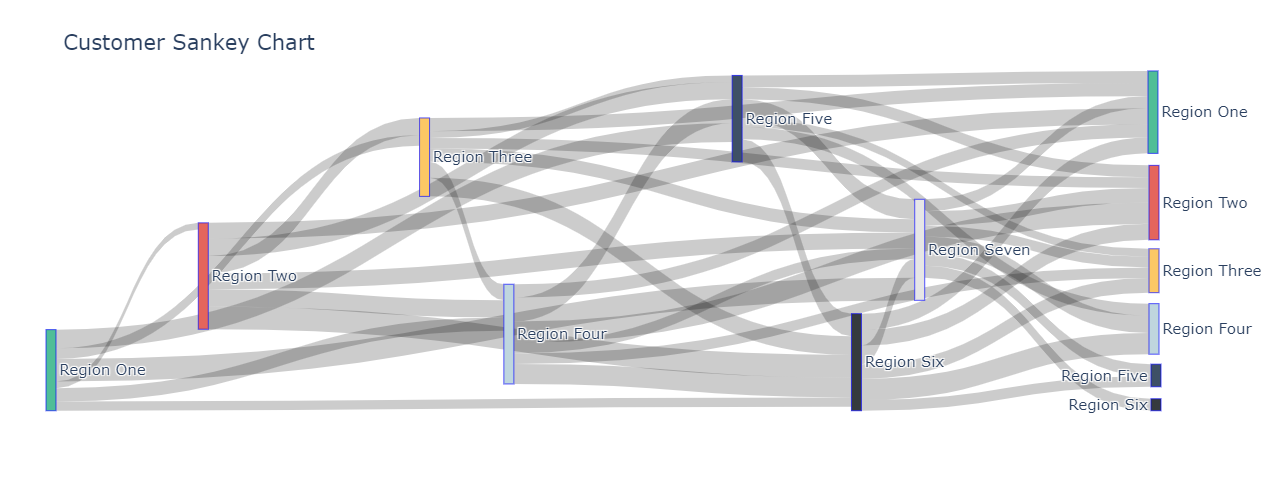 Customer Sankey Chart
Region One
Region Two
Region Three
Region Four
Region Five
Region Six
Region Seven
Region One
Region Two
Region Three
Region Four
Region Five
Region Six